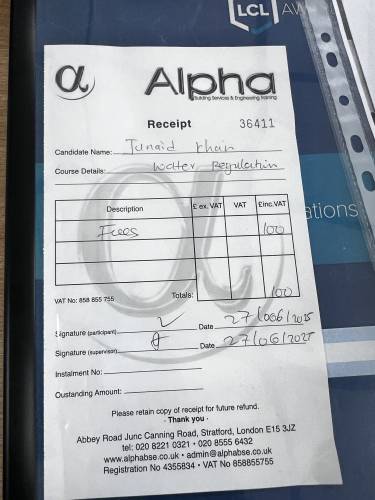 LCL AW
α Alpha
Building Services & Engineering Training
Receipt 36411
Candidate Name: Junaid Khan
Course Details: Water Regulation
Description £ ex. VAT VAT £inc.VAT
Fees 100
ations
VAT No: 858 855 755 Totals: 100
Signature (participant) Date 27/006/2025
Signature (supervisor) Date 27/06/2025
Instalment No:
Oustanding Amount:
Please retain copy of receipt for future refund.
· Thank you ·
Abbey Road Junc Canning Road, Stratford, London E15 3JZ
tel: 020 8221 0321 • 020 8555 6432
www.alphabse.co.uk • admin@alphabse.co.uk
Registration No 4355834 • VAT No 858855755